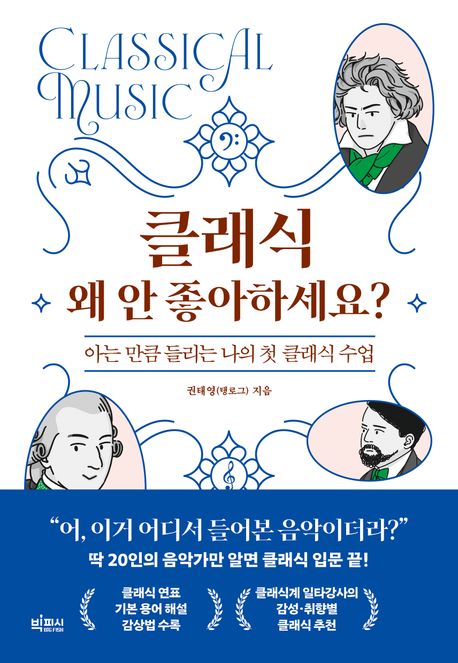 CLASSICAL
MUSIC
클래식
왜 안 좋아하세요?
아는 만큼 들리는 나의 첫 클래식 수업
권태영(탱로그) 지음
“어, 이거 어디서 들어본 음악이더라?”
딱 20인의 음악가만 알면 클래식 입문 끝!
클래식 연표
기본 용어 해설
감상법 수록
클래식계 일타강사의
감성·취향별
클래식 추천
빅피시
BIG FISH